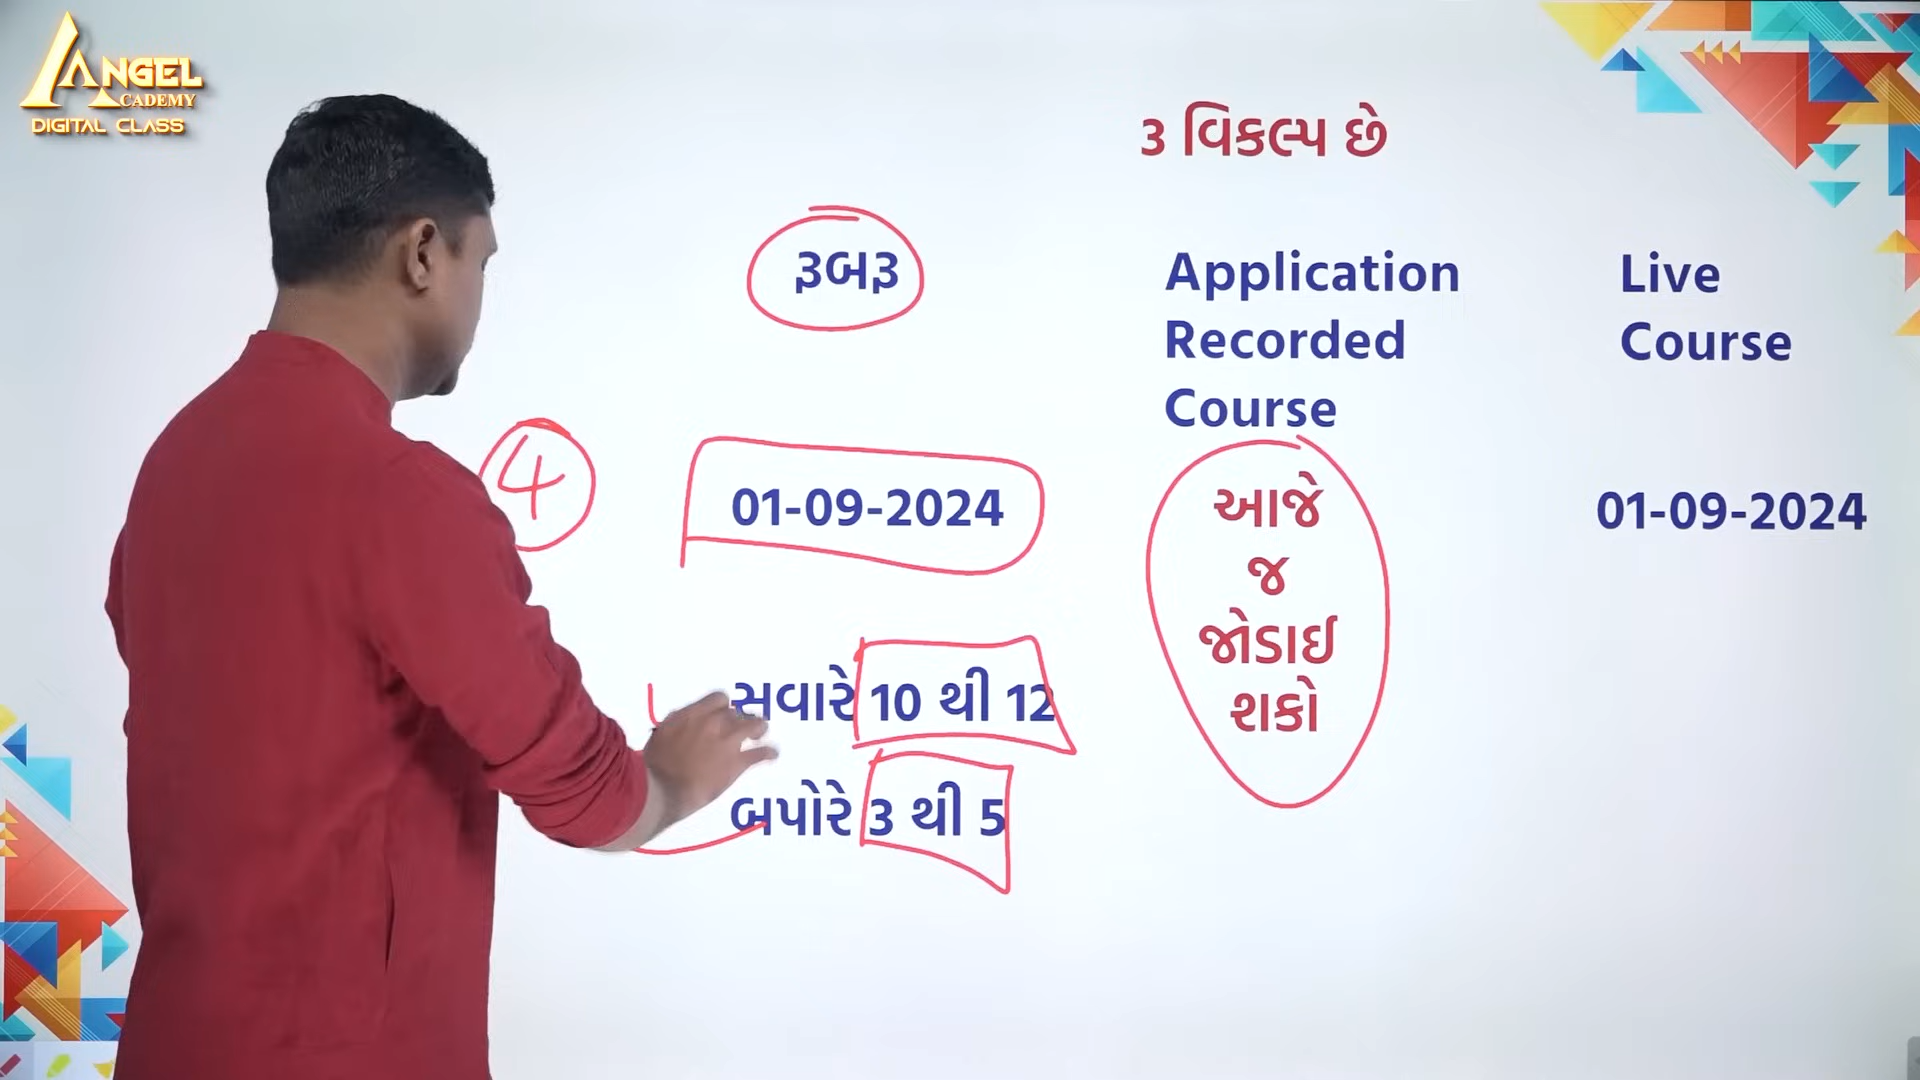 ANGEL
ACADEMY
DIGITAL CLASS
૩ વિકલ્પ છે
રૂબરૂ
Application
Recorded
Course
Live
Course
4
01-09-2024
આજે
જ
જોડાઈ
શકો
01-09-2024
સવારે 10 થી 12
બપોરે 3 થી 5